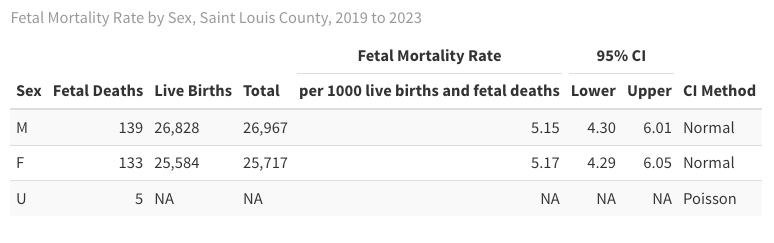 Fetal Mortality Rate by Sex, Saint Louis County, 2019 to 2023
Fetal Mortality Rate 95% CI
Sex Fetal Deaths Live Births Total per 1000 live births and fetal deaths Lower Upper CI Method
M 139 26,828 26,967 5.15 4.30 6.01 Normal
F 133 25,584 25,717 5.17 4.29 6.05 Normal
U 5 NA NA NA NA NA Poisson